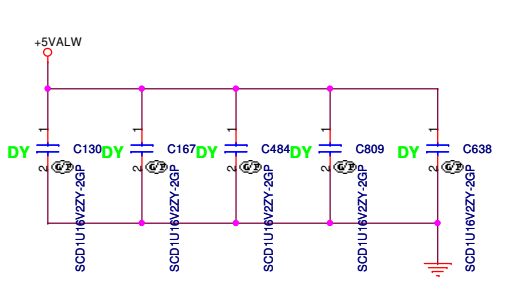 +5VALW
1
1
1
1
1
DY
C130
DY
C167
DY
C484
DY
C809
DY
C638
2
G/P
2
G/P
2
G/P
2
G/P
2
G/P
SCD1U16V2ZY-2GP
SCD1U16V2ZY-2GP
SCD1U16V2ZY-2GP
SCD1U16V2ZY-2GP
SCD1U16V2ZY-2GP